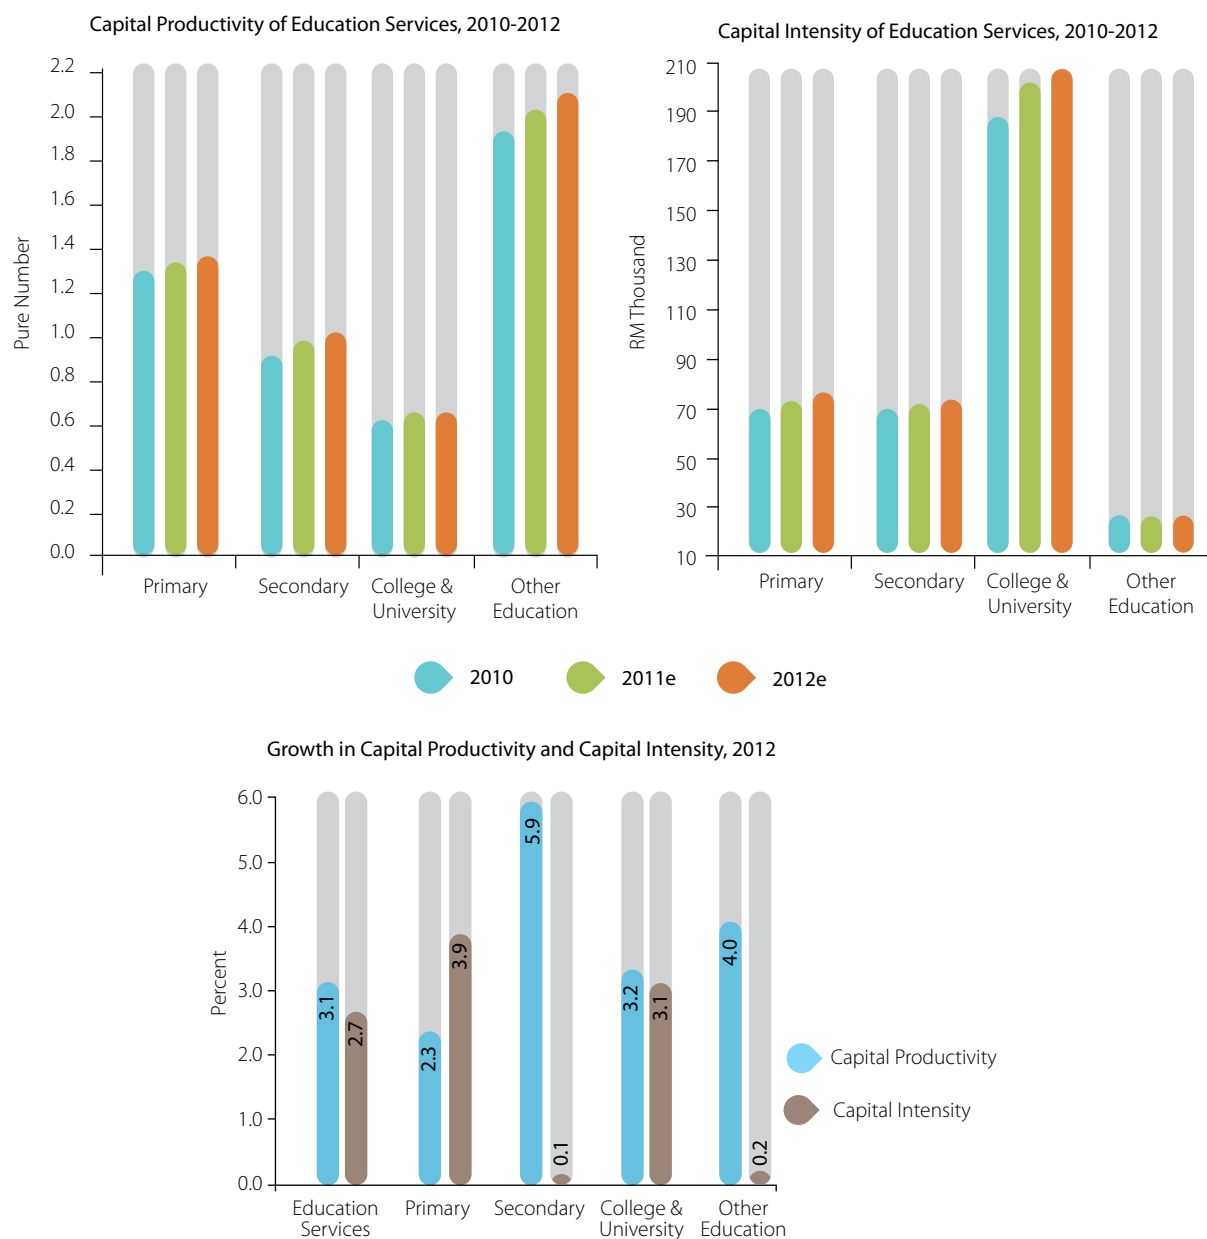 Capital Productivity of Education Services, 2010-2012
2.2
2.0
1.8
1.6
1.4
1.2
1.0
0.8
0.6
0.4
0.2
0.0
Pure Number
Primary
Secondary
College &
University
Other
Education
Capital Intensity of Education Services, 2010-2012
210
190
170
150
130
110
90
70
50
30
10
RM Thousand
Primary
Secondary
College &
University
Other
Education
2010
2011e
2012e
Growth in Capital Productivity and Capital Intensity, 2012
6.0
5.0
4.0
3.0
2.0
1.0
0.0
Percent
3.1
2.7
2.3
3.9
5.9
0.1
3.2
3.1
4.0
0.2
Education
Services
Primary
Secondary
College &
University
Other
Education
Capital Productivity
Capital Intensity